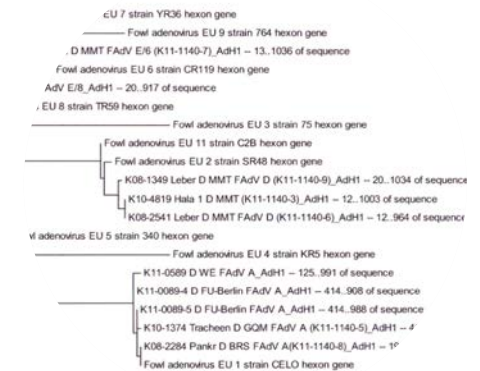 EU 7 strain YR36 hexon gene
Fowl adenovirus EU 9 strain 764 hexon gene
D MMT FAdV E/6 (K11-1140-7)_AdH1 -- 13..1036 of sequence
Fowl adenovirus EU 6 strain CR119 hexon gene
AdV E/8_AdH1 -- 20..917 of sequence
EU 8 strain TR59 hexon gene
Fowl adenovirus EU 3 strain 75 hexon gene
Fowl adenovirus EU 11 strain C2B hexon gene
Fowl adenovirus EU 2 strain SR48 hexon gene
K08-1349 Leber D MMT FAdV D (K11-1140-9)_AdH1 -- 20..1034 of sequence
K10-4819 Hala 1 D MMT (K11-1140-3)_AdH1 -- 12..1003 of sequence
K08-2541 Leber D MMT FAdV D (K11-1140-6)_AdH1 -- 12..964 of sequence
adenovirus EU 5 strain 340 hexon gene
Fowl adenovirus EU 4 strain KR5 hexon gene
K11-0589 D WE FAdV A_AdH1 -- 125..991 of sequence
K11-0089-4 D FU-Berlin FAdV A_AdH1 -- 414..908 of sequence
K11-0089-5 D FU-Berlin FAdV A_AdH1 -- 414..988 of sequence
K10-1374 Tracheen D GQM FAdV A (K11-1140-5)_AdH1 --
K08-2284 Pankr D BRS FAdV A(K11-1140-8)_AdH1 --
Fowl adenovirus EU 1 strain CELO hexon gene